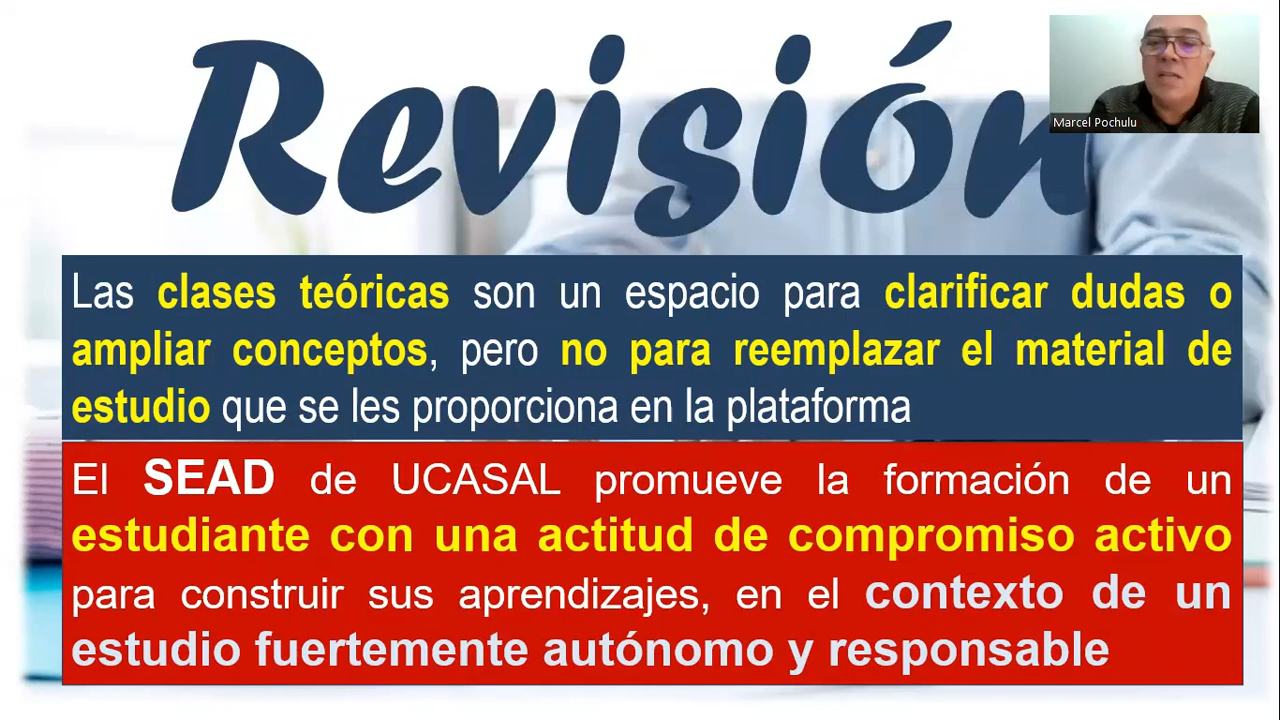 Revisión
Marcel Pochulu
Las clases teóricas son un espacio para clarificar dudas o
ampliar conceptos, pero no para reemplazar el material de
estudio que se les proporciona en la plataforma
El SEAD de UCASAL promueve la formación de un
estudiante con una actitud de compromiso activo
para construir sus aprendizajes, en el contexto de un
estudio fuertemente autónomo y responsable